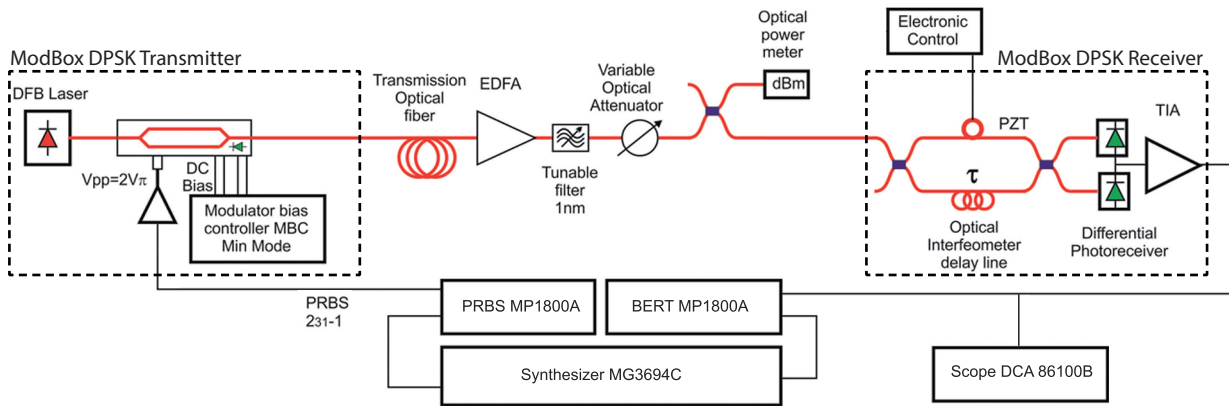 ModBox DPSK Transmitter
DFB Laser
Vpp=2Vπ
DC
Bias
Modulator bias
controller MBC
Min Mode
Transmission
Optical
fiber
EDFA
Tunable
filter
1nm
Variable
Optical
Attenuator
Optical
power
meter
dBm
Electronic
Control
ModBox DPSK Receiver
PZT
TIA
τ
Optical
Interfeometer
delay line
Differential
Photoreceiver
PRBS
231-1
PRBS MP1800A
BERT MP1800A
Synthesizer MG3694C
Scope DCA 86100B